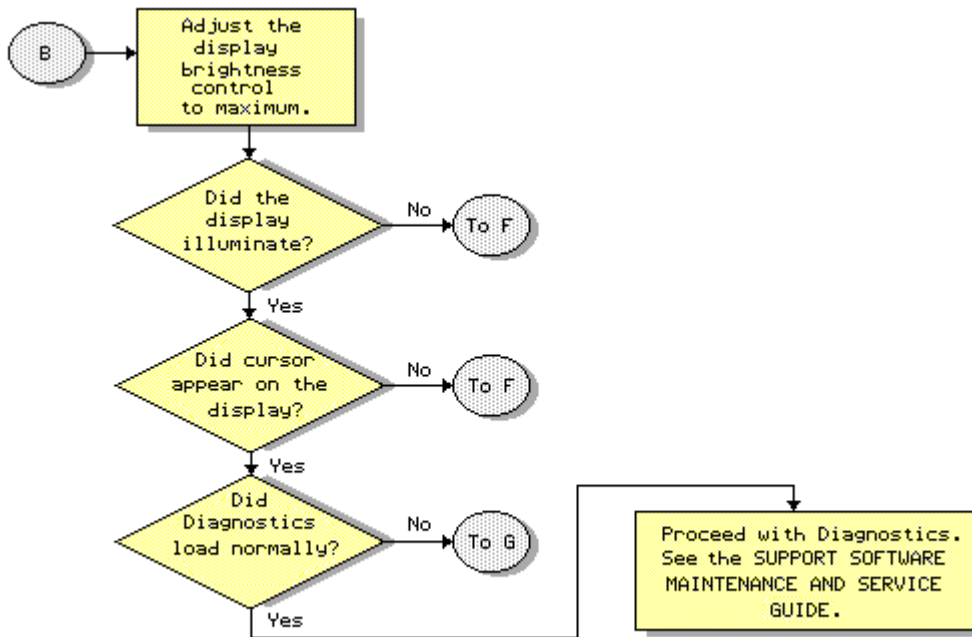 B
Adjust the
display
brightness
control
to maximum.
Did the
display
illuminate?
No
To F
Yes
Did cursor
appear on the
display?
No
To F
Yes
Did
Diagnostics
load normally?
No
To G
Yes
Proceed with Diagnostics.
See the SUPPORT SOFTWARE
MAINTENANCE AND SERVICE
GUIDE.